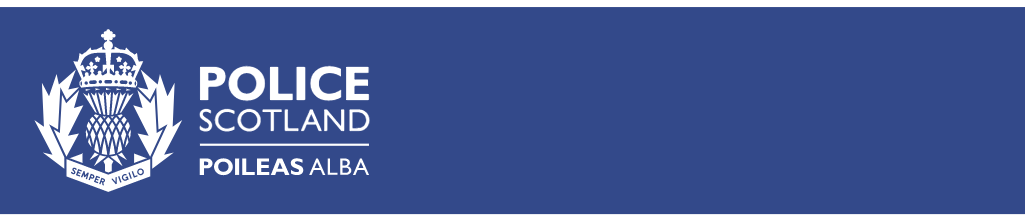 POLICE
SCOTLAND
POILEAS ALBA
SEMPER VIGILO